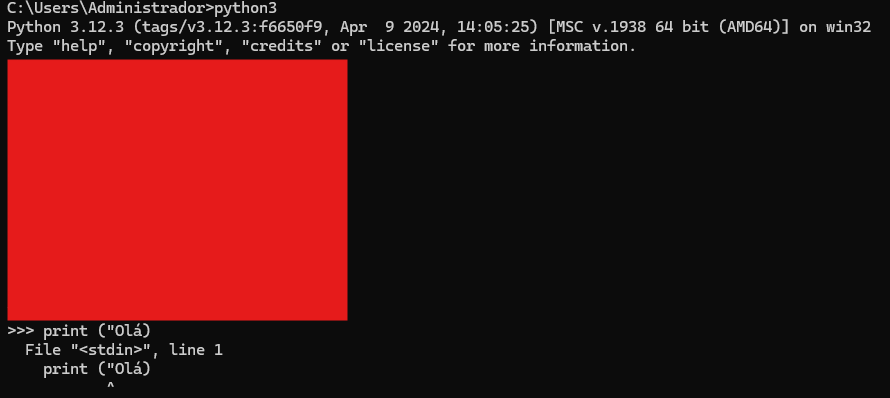 C:\Users\Administrador>python3
Python 3.12.3 (tags/v3.12.3:f6650f9, Apr  9 2024, 14:05:25) [MSC v.1938 64 bit (AMD64)] on win32
Type "help", "copyright", "credits" or "license" for more information.
>>> print ("Olá)
  File "<stdin>", line 1
    print ("Olá)
           ^